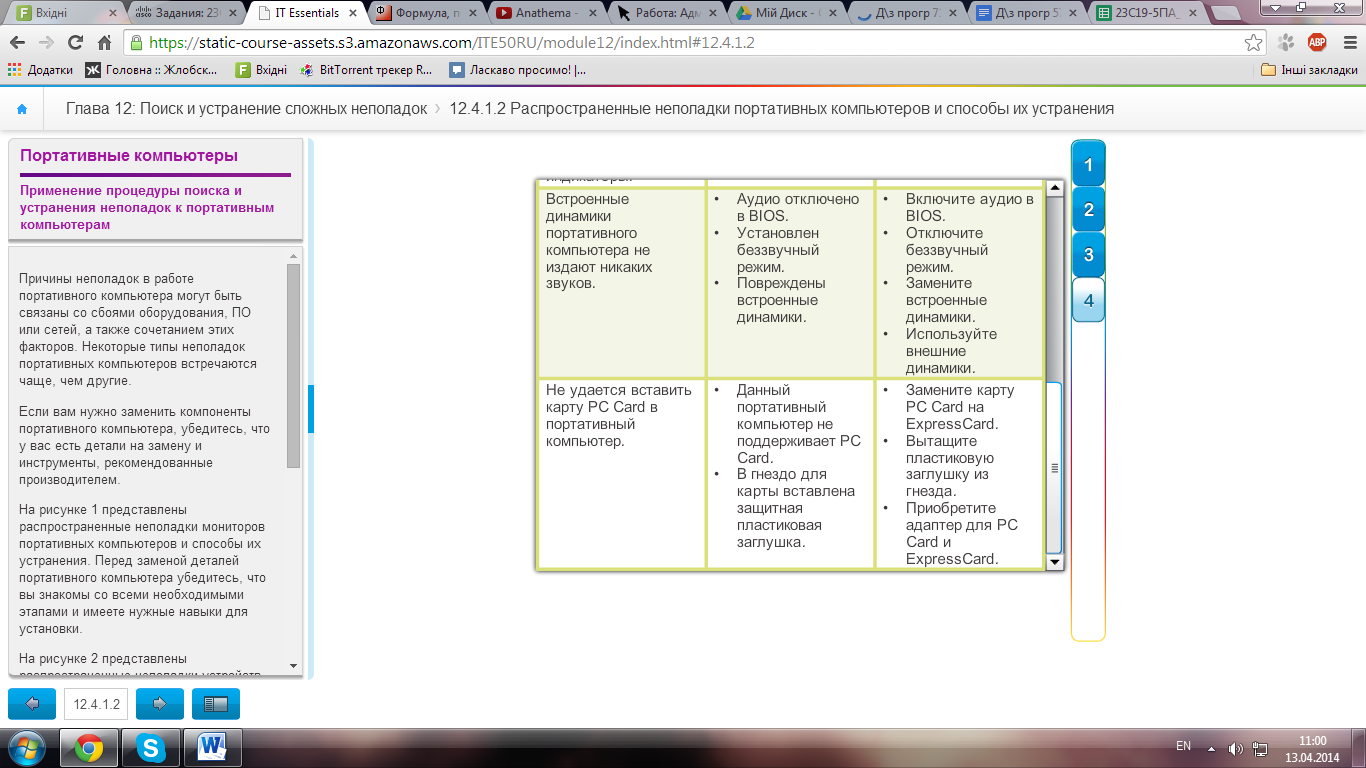 Вхідні
Задания: 23
IT Essentials
Формула, п
Anathema -
Работа: Адм
Мій Диск - 
Д\з прогр 7
Д\з прогр 5
23С19-5ПА_
https://static-course-assets.s3.amazonaws.com/ITE50RU/module12/index.html#12.4.1.2
ABP
Додатки
Головна :: Жлобск...
Вхідні
BitTorrent трекер R...
Ласкаво просимо! |...
Інші закладки
Глава 12: Поиск и устранение сложных неполадок
12.4.1.2 Распространенные неполадки портативных компьютеров и способы их устранения
Портативные компьютеры
Применение процедуры поиска и
устранения неполадок к портативным
компьютерам
Причины неполадок в работе
портативного компьютера могут быть
связаны со сбоями оборудования, ПО
или сетей, а также сочетанием этих
факторов. Некоторые типы неполадок
портативных компьютеров встречаются
чаще, чем другие.
Если вам нужно заменить компоненты
портативного компьютера, убедитесь, что
у вас есть детали на замену и
инструменты, рекомендованные
производителем.
На рисунке 1 представлены
распространенные неполадки мониторов
портативных компьютеров и способы их
устранения. Перед заменой деталей
портативного компьютера убедитесь, что
вы знакомы со всеми необходимыми
этапами и имеете нужные навыки для
установки.
На рисунке 2 представлены
распространенные неполадки устройств
индикаторы.
Встроенные
динамики
портативного
компьютера не
издают никаких
звуков.
• Аудио отключено
в BIOS.
• Установлен
беззвучный
режим.
• Повреждены
встроенные
динамики.
• Включите аудио в
BIOS.
• Отключите
беззвучный
режим.
• Замените
встроенные
динамики.
• Используйте
внешние
динамики.
Не удается вставить
карту PC Card в
портативный
компьютер.
• Данный
портативный
компьютер не
поддерживает PC
Card.
• В гнездо для
карты вставлена
защитная
пластиковая
заглушка.
• Замените карту
PC Card на
ExpressCard.
• Вытащите
пластиковую
заглушку из
гнезда.
• Приобретите
адаптер для PC
Card и
ExpressCard.
1
2
3
4
12.4.1.2
EN
11:00
13.04.2014